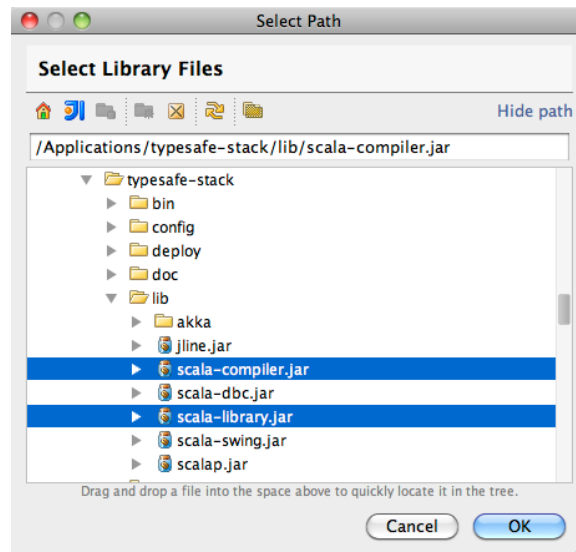 Select Path
Select Library Files
Hide path
/Applications/typesafe-stack/lib/scala-compiler.jar
typesafe-stack
bin
config
deploy
doc
lib
akka
jline.jar
scala-compiler.jar
scala-dbc.jar
scala-library.jar
scala-swing.jar
scalap.jar
Drag and drop a file into the space above to quickly locate it in the tree.
Cancel OK